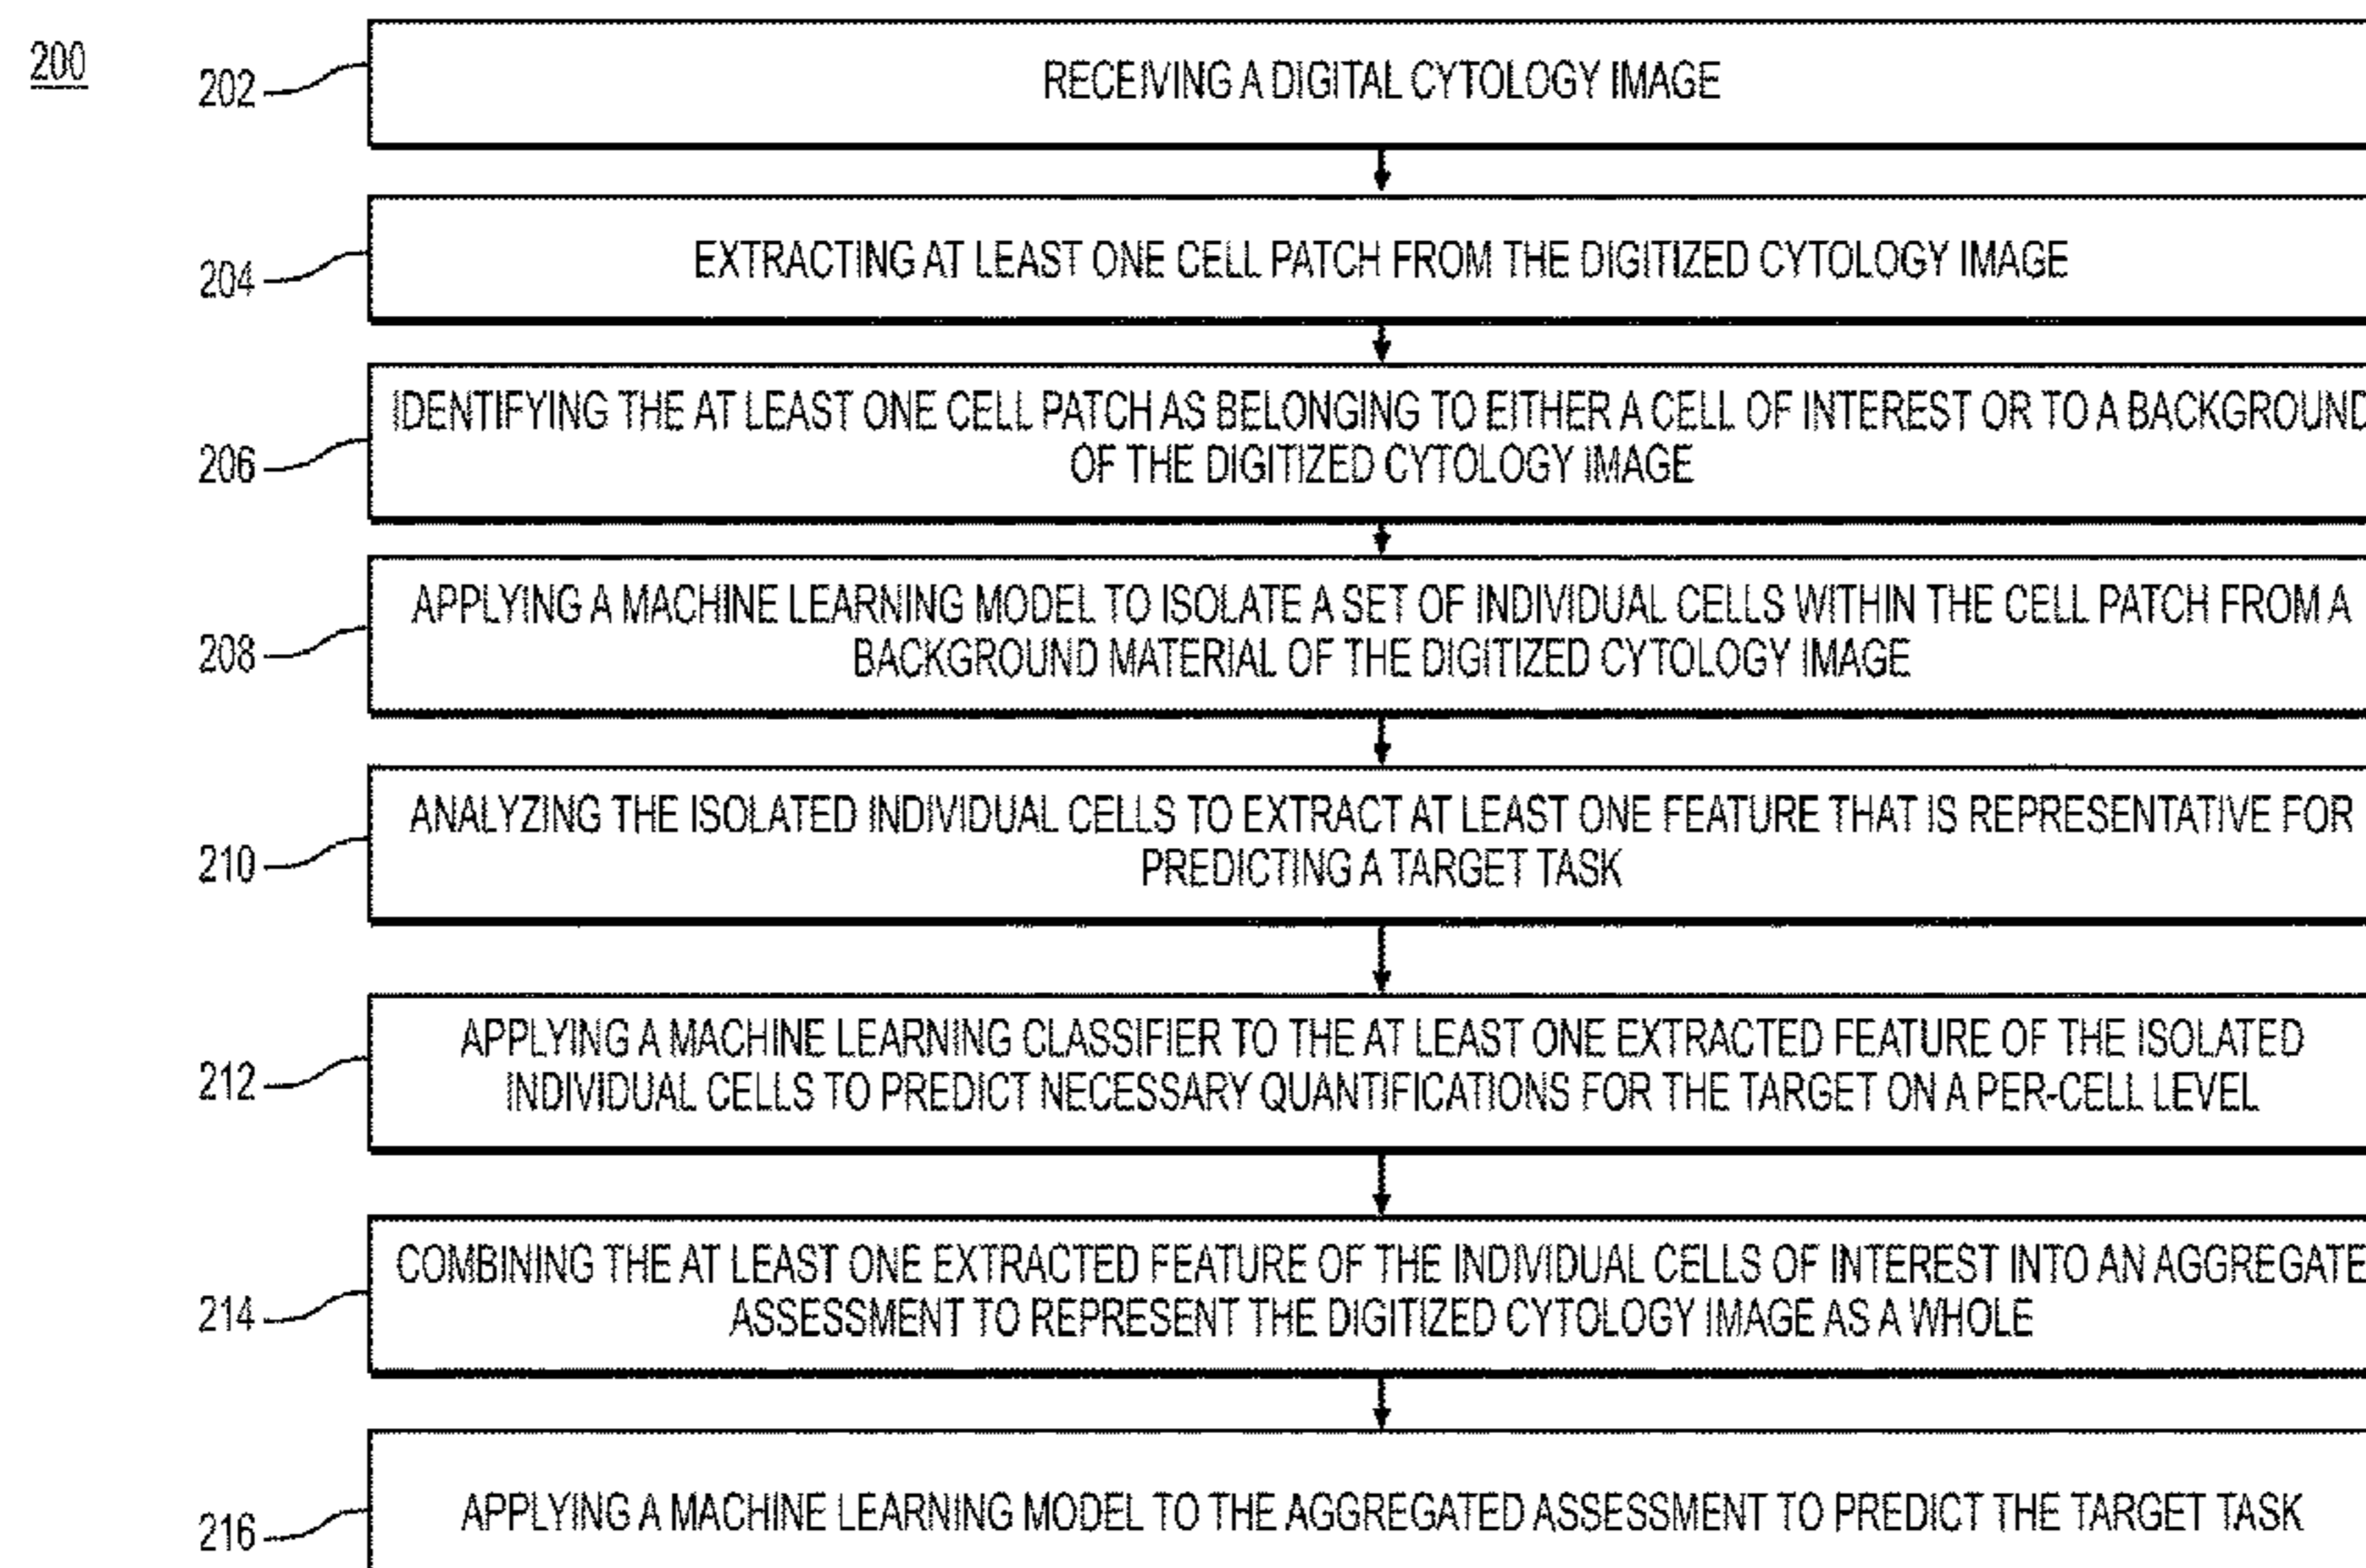 200
202
RECEIVING A DIGITAL CYTOLOGY IMAGE
204
EXTRACTING AT LEAST ONE CELL PATCH FROM THE DIGITIZED CYTOLOGY IMAGE
206
IDENTIFYING THE AT LEAST ONE CELL PATCH AS BELONGING TO EITHER A CELL OF INTEREST OR TO A BACKGROUND
OF THE DIGITIZED CYTOLOGY IMAGE
208
APPLYING A MACHINE LEARNING MODEL TO ISOLATE A SET OF INDIVIDUAL CELLS WITHIN THE CELL PATCH FROM A
BACKGROUND MATERIAL OF THE DIGITIZED CYTOLOGY IMAGE
210
ANALYZING THE ISOLATED INDIVIDUAL CELLS TO EXTRACT AT LEAST ONE FEATURE THAT IS REPRESENTATIVE FOR
PREDICTING A TARGET TASK
212
APPLYING A MACHINE LEARNING CLASSIFIER TO THE AT LEAST ONE EXTRACTED FEATURE OF THE ISOLATED
INDIVIDUAL CELLS TO PREDICT NECESSARY QUANTIFICATIONS FOR THE TARGET ON A PER-CELL LEVEL
214
COMBINING THE AT LEAST ONE EXTRACTED FEATURE OF THE INDIVIDUAL CELLS OF INTEREST INTO AN AGGREGATE
ASSESSMENT TO REPRESENT THE DIGITIZED CYTOLOGY IMAGE AS A WHOLE
216
APPLYING A MACHINE LEARNING MODEL TO THE AGGREGATED ASSESSMENT TO PREDICT THE TARGET TASK